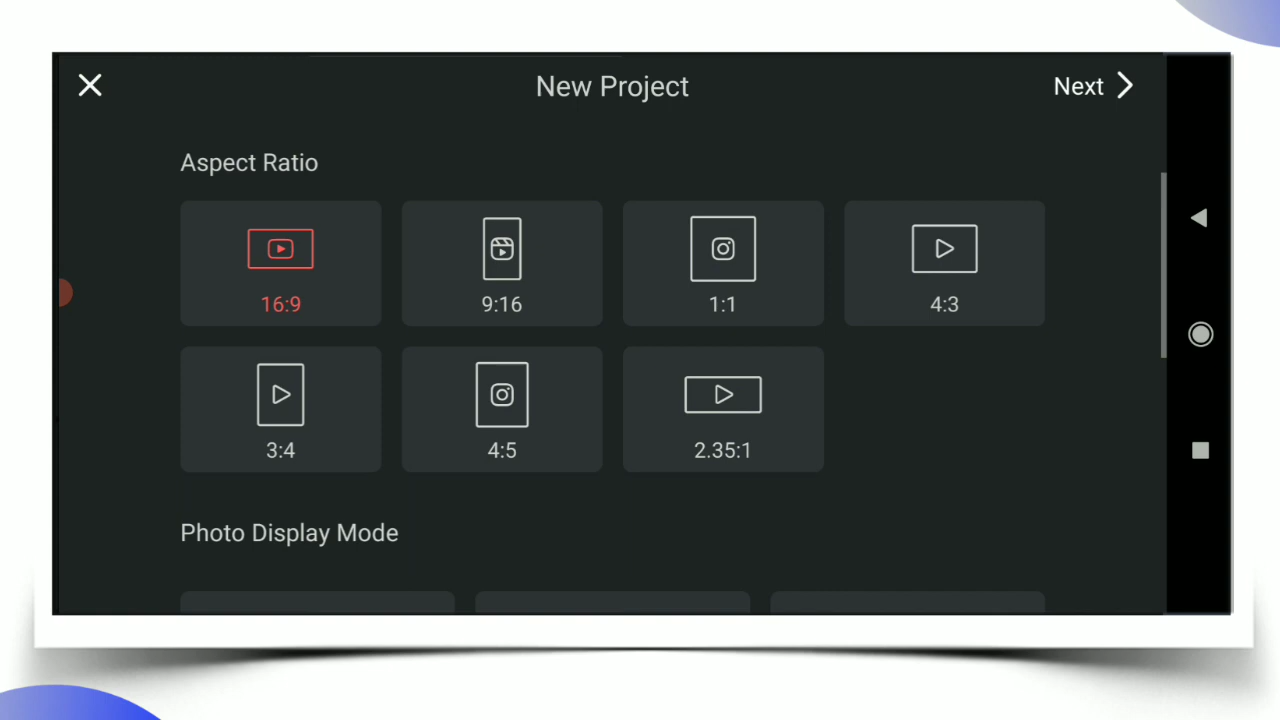 New Project
Next
Aspect Ratio
16:9
9:16
1:1
4:3
3:4
4:5
2.35:1
Photo Display Mode